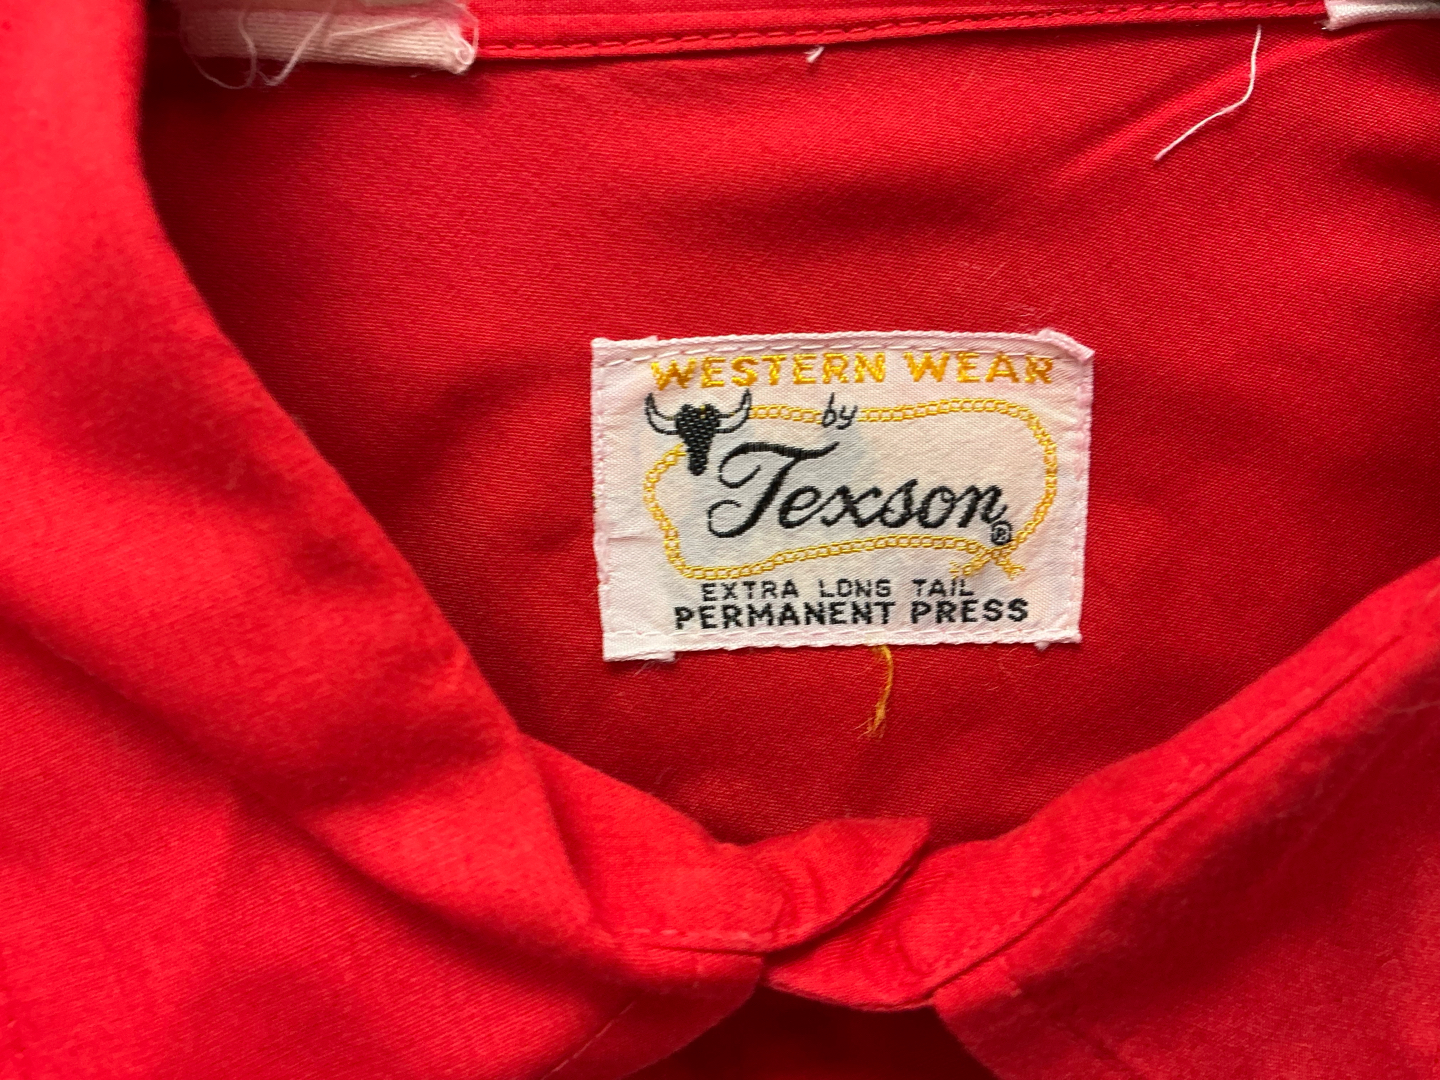 WESTERN WEAR
by
Texson®
EXTRA LONG TAIL
PERMANENT PRESS